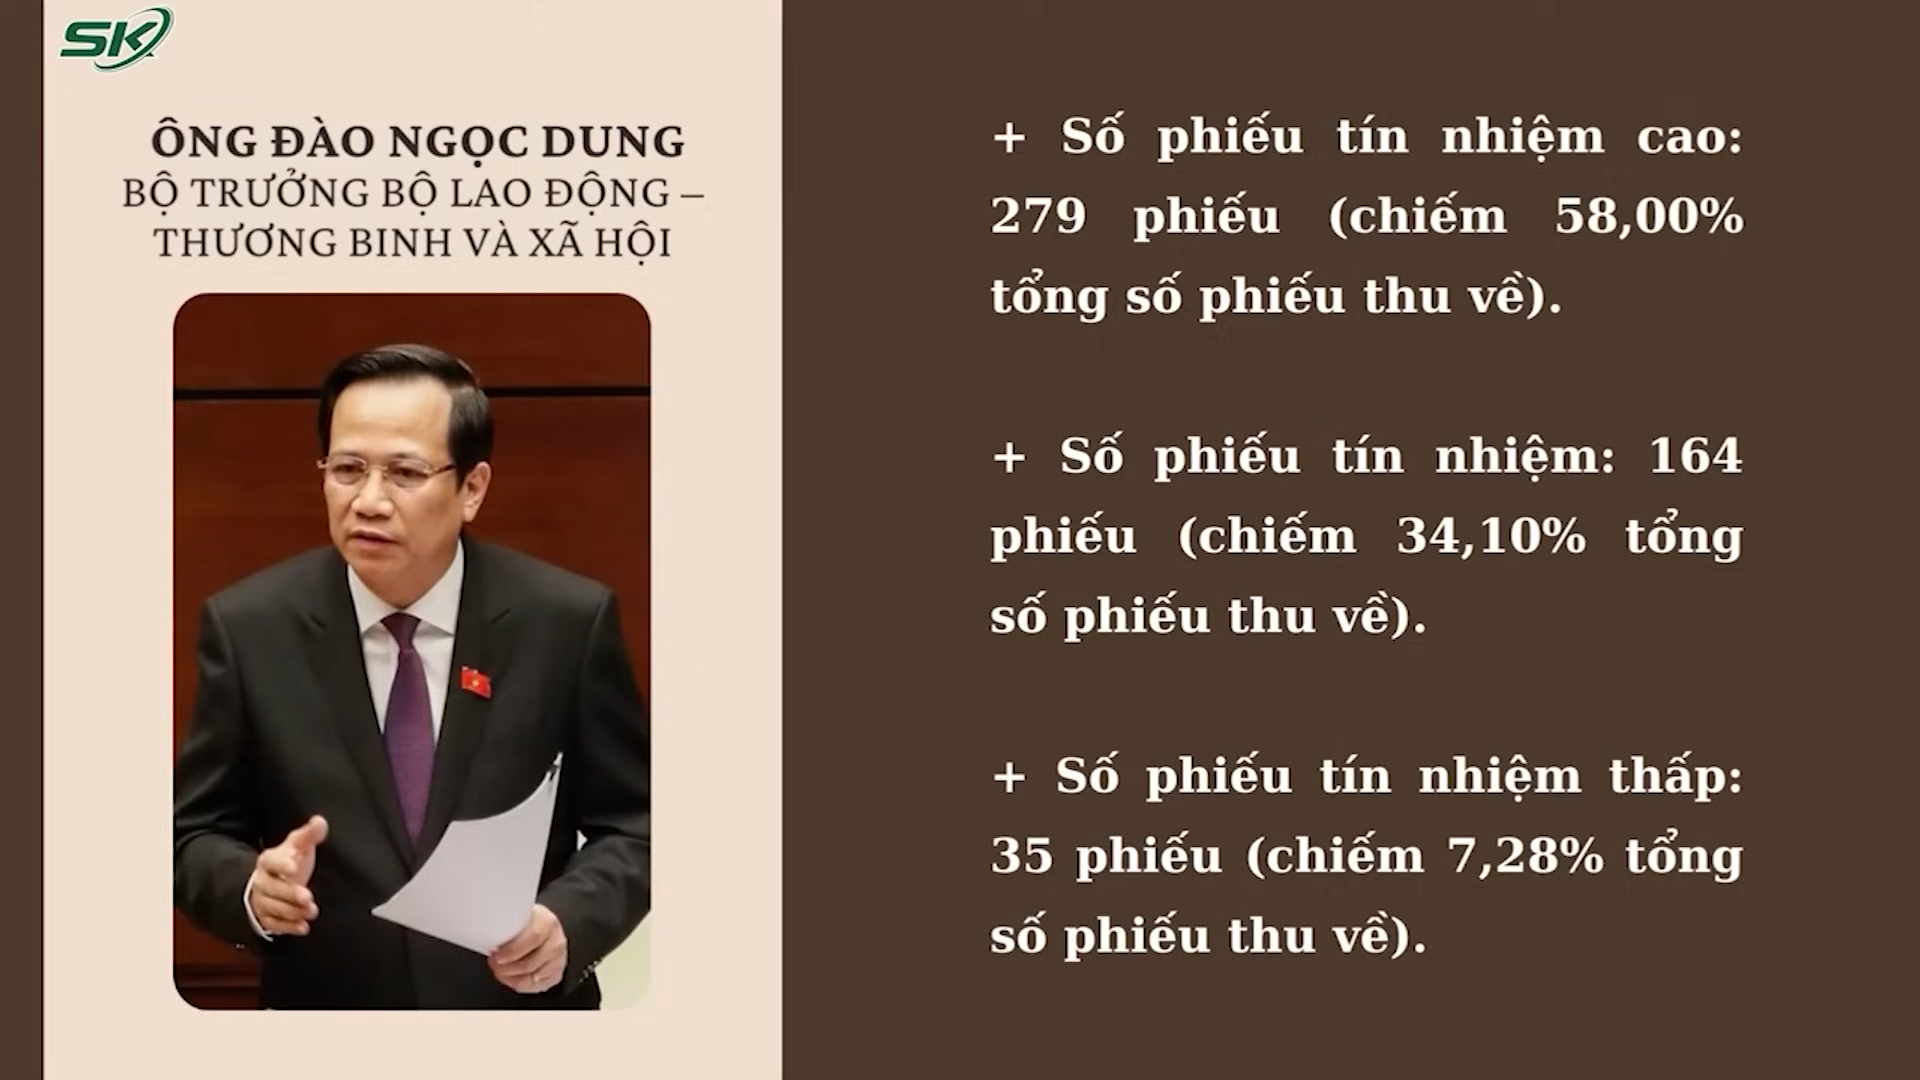 SK
ÔNG ĐÀO NGỌC DUNG
BỘ TRƯỞNG BỘ LAO ĐỘNG –
THƯƠNG BINH VÀ XÃ HỘI
+ Số phiếu tín nhiệm cao:
279 phiếu (chiếm 58,00%
tổng số phiếu thu về).
+ Số phiếu tín nhiệm: 164
phiếu (chiếm 34,10% tổng
số phiếu thu về).
+ Số phiếu tín nhiệm thấp:
35 phiếu (chiếm 7,28% tổng
số phiếu thu về).